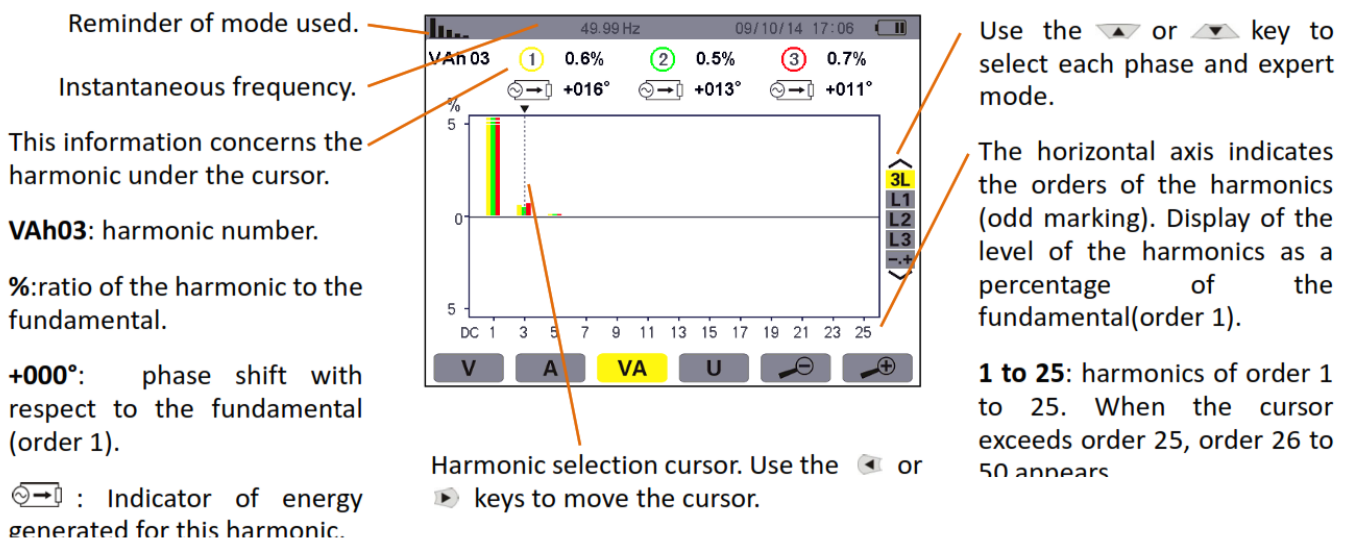 Reminder of mode used.
Instantaneous frequency.
This information concerns the
harmonic under the cursor.
VAh03: harmonic number.
%:ratio of the harmonic to the
fundamental.
+000°: phase shift with
respect to the fundamental
(order 1).
: Indicator of energy
generated for this harmonic.
49.99 Hz 09/10/14 17:06
VAh 03 1 0.6% 2 0.5% 3 0.7%
+016° +013° +011°
%
5
0
5
DC 1 3 5 7 9 11 13 15 17 19 21 23 25
3L
L1
L2
L3
-.+
V A VA U
Harmonic selection cursor. Use the or
keys to move the cursor.
Use the or key to
select each phase and expert
mode.
The horizontal axis indicates
the orders of the harmonics
(odd marking). Display of the
level of the harmonics as a
percentage of the
fundamental(order 1).
1 to 25: harmonics of order 1
to 25. When the cursor
exceeds order 25, order 26 to
50 appears